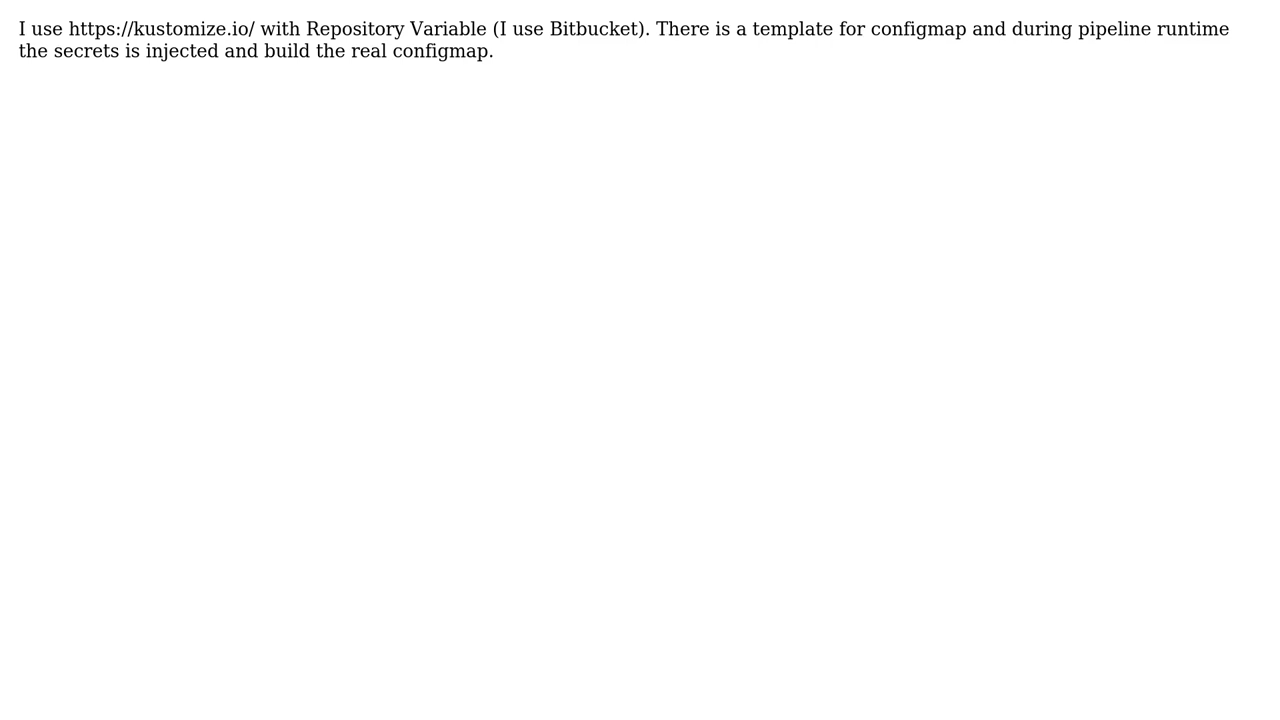 I use https://kustomize.io/ with Repository Variable (I use Bitbucket). There is a template for configmap and during pipeline runtime
the secrets is injected and build the real configmap.